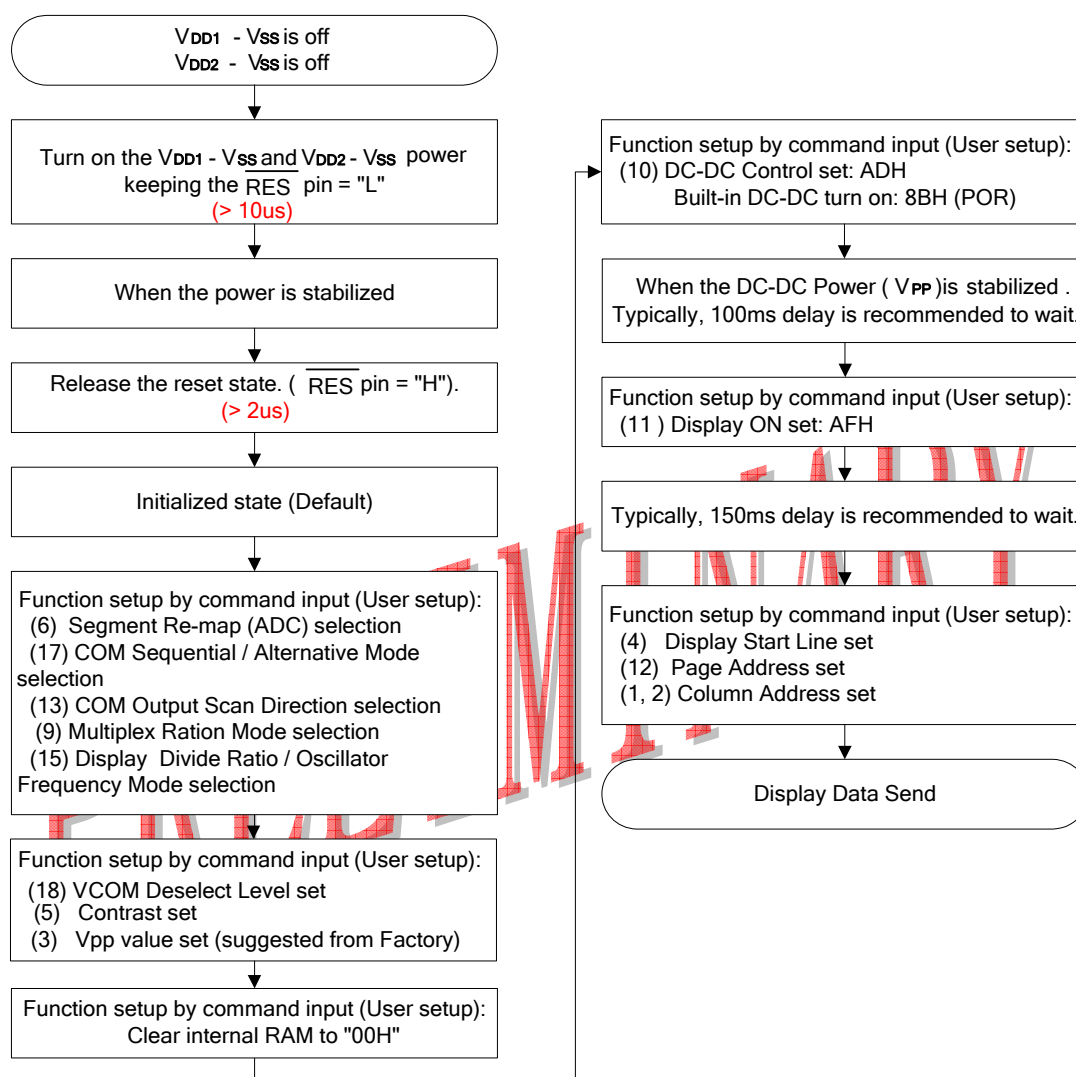 VDD1 - VSS is off
VDD2 - VSS is off
Turn on the VDD1 - VSS and VDD2 - VSS power
keeping the RES pin = "L"
(> 10us)
When the power is stabilized
Release the reset state. ( RES pin = "H").
(> 2us)
Initialized state (Default)
Function setup by command input (User setup):
(6) Segment Re-map (ADC) selection
(17) COM Sequential / Alternative Mode
selection
(13) COM Output Scan Direction selection
(9) Multiplex Ration Mode selection
(15) Display Divide Ratio / Oscillator
Frequency Mode selection
Function setup by command input (User setup):
(18) VCOM Deselect Level set
(5) Contrast set
(3) Vpp value set (suggested from Factory)
Function setup by command input (User setup):
Clear internal RAM to "00H"
Function setup by command input (User setup):
(10) DC-DC Control set: ADH
Built-in DC-DC turn on: 8BH (POR)
When the DC-DC Power ( VPP )is stabilized .
Typically, 100ms delay is recommended to wait.
Function setup by command input (User setup):
(11 ) Display ON set: AFH
Typically, 150ms delay is recommended to wait.
Function setup by command input (User setup):
(4) Display Start Line set
(12) Page Address set
(1, 2) Column Address set
Display Data Send
PRELIMINARY